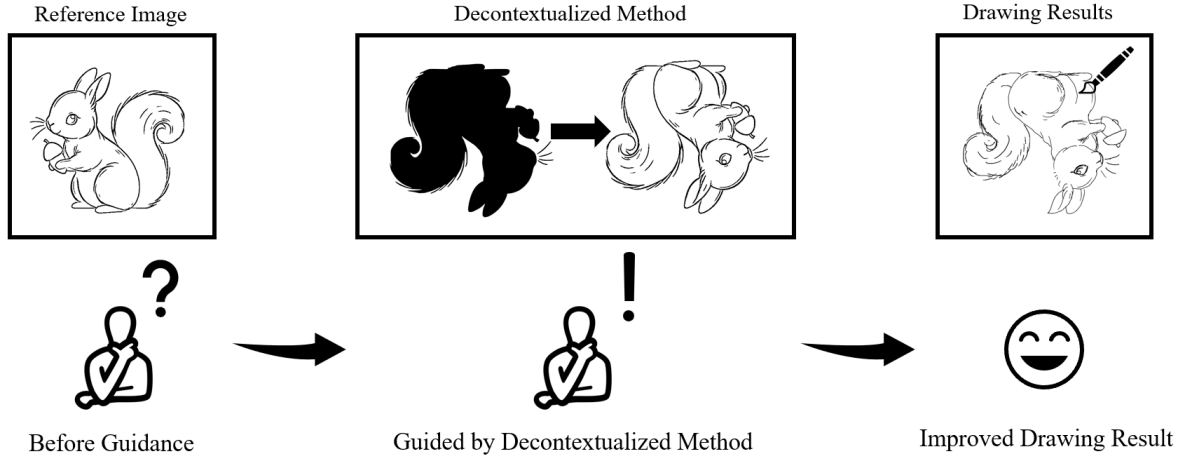 Reference Image
Decontextualized Method
Drawing Results
?
!
Before Guidance
Guided by Decontextualized Method
Improved Drawing Result